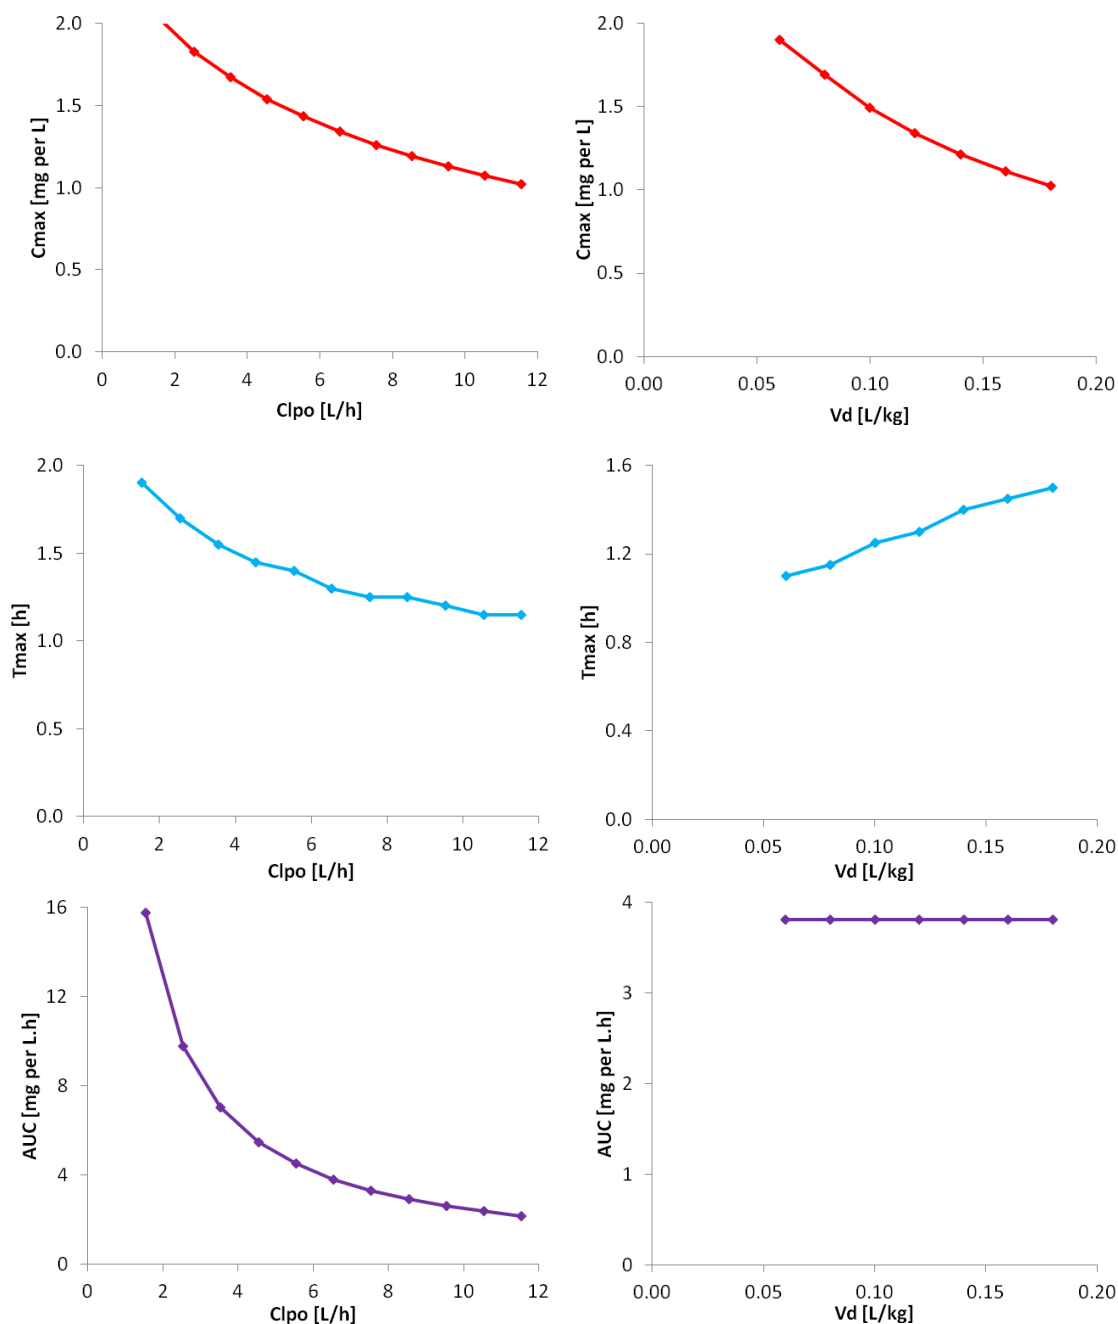 Cmax [mg per L]
2.0
1.5
1.0
0.5
0.0
0 2 4 6 8 10 12
Clpo [L/h]
Cmax [mg per L]
2.0
1.5
1.0
0.5
0.0
0.00 0.05 0.10 0.15 0.20
Vd [L/kg]
Tmax [h]
2.0
1.5
1.0
0.5
0.0
0 2 4 6 8 10 12
Clpo [L/h]
Tmax [h]
1.6
1.2
0.8
0.4
0.0
0.00 0.05 0.10 0.15 0.20
Vd [L/kg]
AUC [mg per L.h]
16
12
8
4
0
0 2 4 6 8 10 12
Clpo [L/h]
AUC [mg per L.h]
4
3
2
1
0
0.00 0.05 0.10 0.15 0.20
Vd [L/kg]